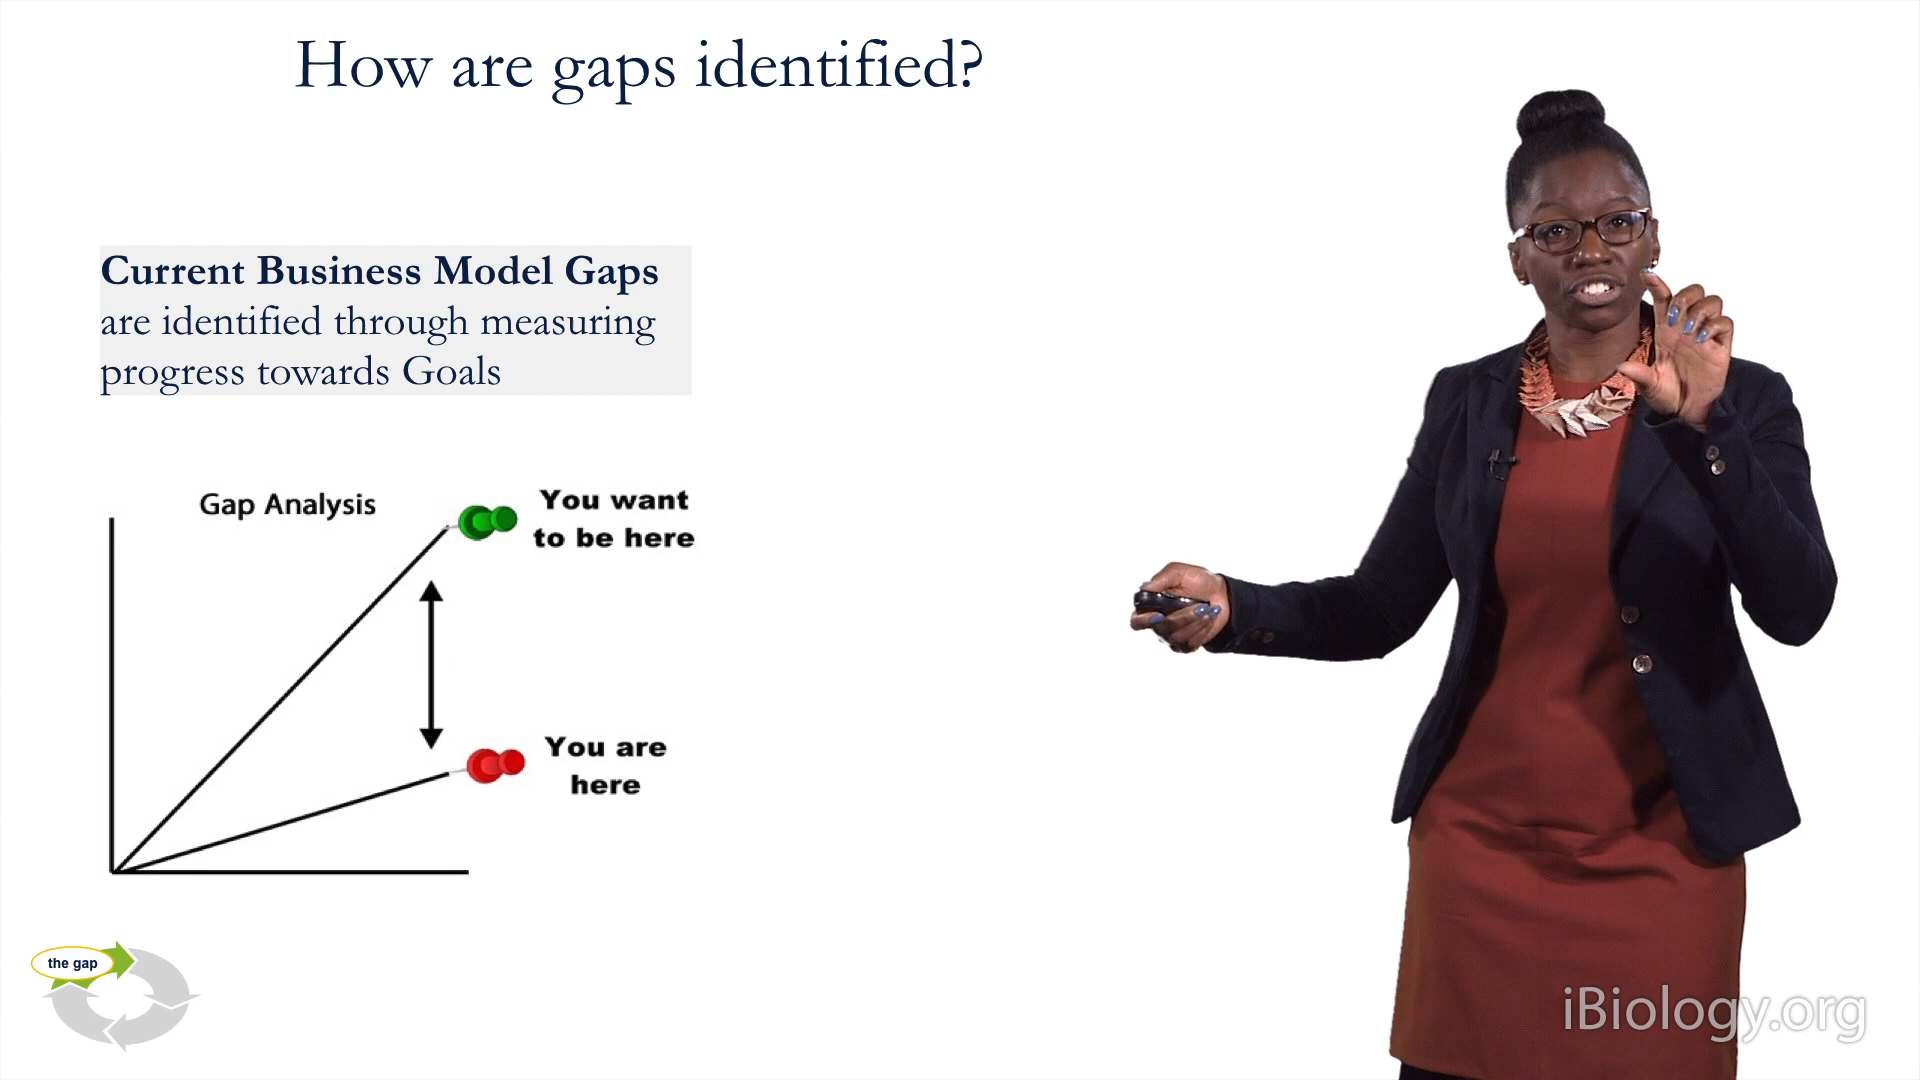 How are gaps identified?
Current Business Model Gaps
are identified through measuring
progress towards Goals
Gap Analysis
You want
to be here
You are
here
the gap
iBiology.org